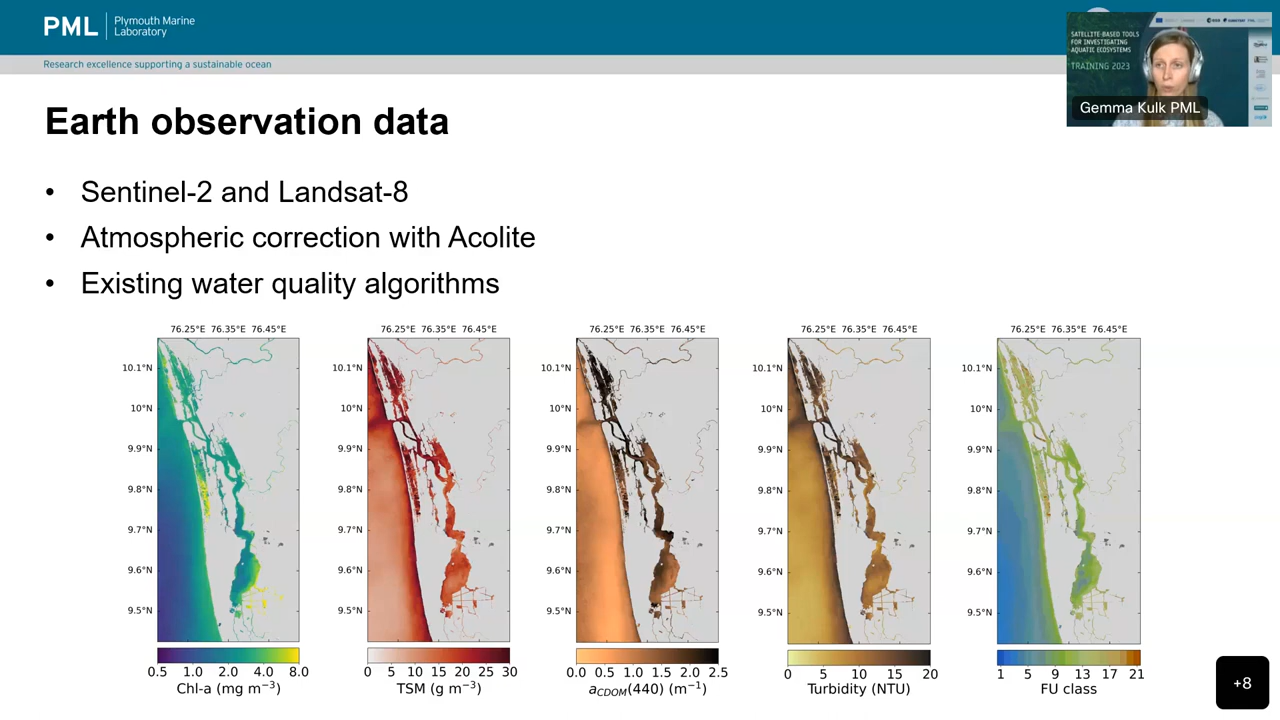 PML
Plymouth Marine
Laboratory
Research excellence supporting a sustainable ocean
SATELLITE-BASED TOOLS
FOR INVESTIGATING
AQUATIC ECOSYSTEMS
TRAINING 2023
Gemma Kulk PML
Earth observation data
• Sentinel-2 and Landsat-8
• Atmospheric correction with Acolite
• Existing water quality algorithms
76.25°E 76.35°E 76.45°E
10.1°N
10°N
9.9°N
9.8°N
9.7°N
9.6°N
9.5°N
0.5 1.0 2.0 4.0 8.0
Chl-a (mg m⁻³)
76.25°E 76.35°E 76.45°E
10.1°N
10°N
9.9°N
9.8°N
9.7°N
9.6°N
9.5°N
0 5 10 15 20 25 30
TSM (g m⁻³)
76.25°E 76.35°E 76.45°E
10.1°N
10°N
9.9°N
9.8°N
9.7°N
9.6°N
9.5°N
0.0 0.5 1.0 1.5 2.0 2.5
aCDOM(440) (m⁻¹)
76.25°E 76.35°E 76.45°E
10.1°N
10°N
9.9°N
9.8°N
9.7°N
9.6°N
9.5°N
0 5 10 15 20
Turbidity (NTU)
76.25°E 76.35°E 76.45°E
10.1°N
10°N
9.9°N
9.8°N
9.7°N
9.6°N
9.5°N
1 5 9 13 17 21
FU class
+8